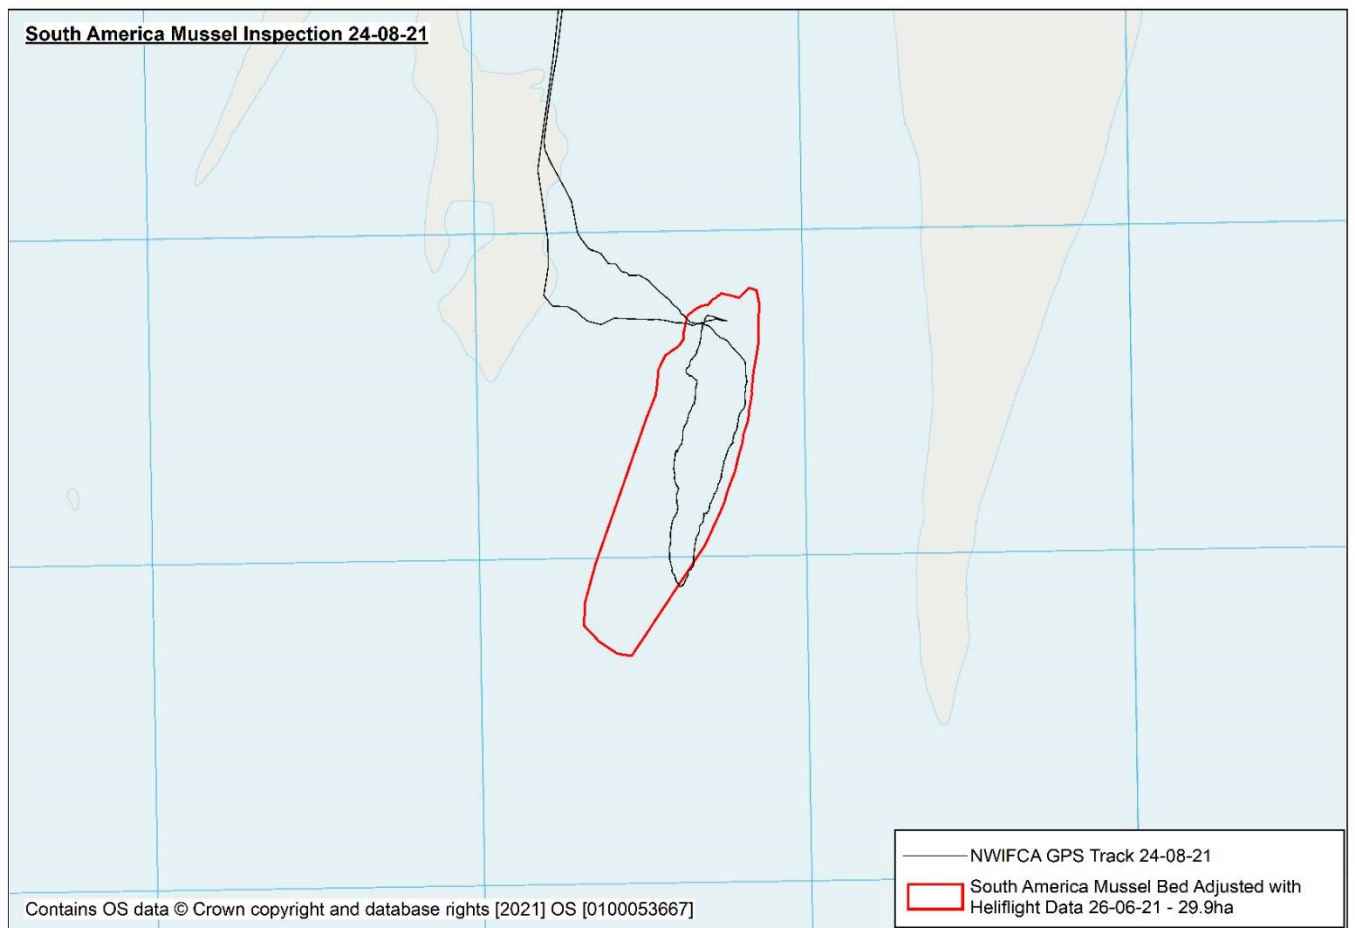 South America Mussel Inspection 24-08-21
NWIFCA GPS Track 24-08-21
South America Mussel Bed Adjusted with
Heliflight Data 26-06-21 - 29.9ha
Contains OS data © Crown copyright and database rights [2021] OS [0100053667]